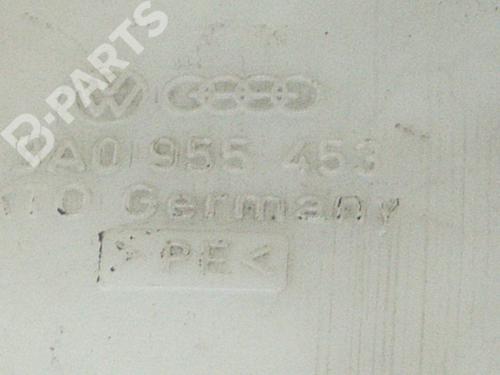 B-PARTS
A0 955 453
Germany
>PE<